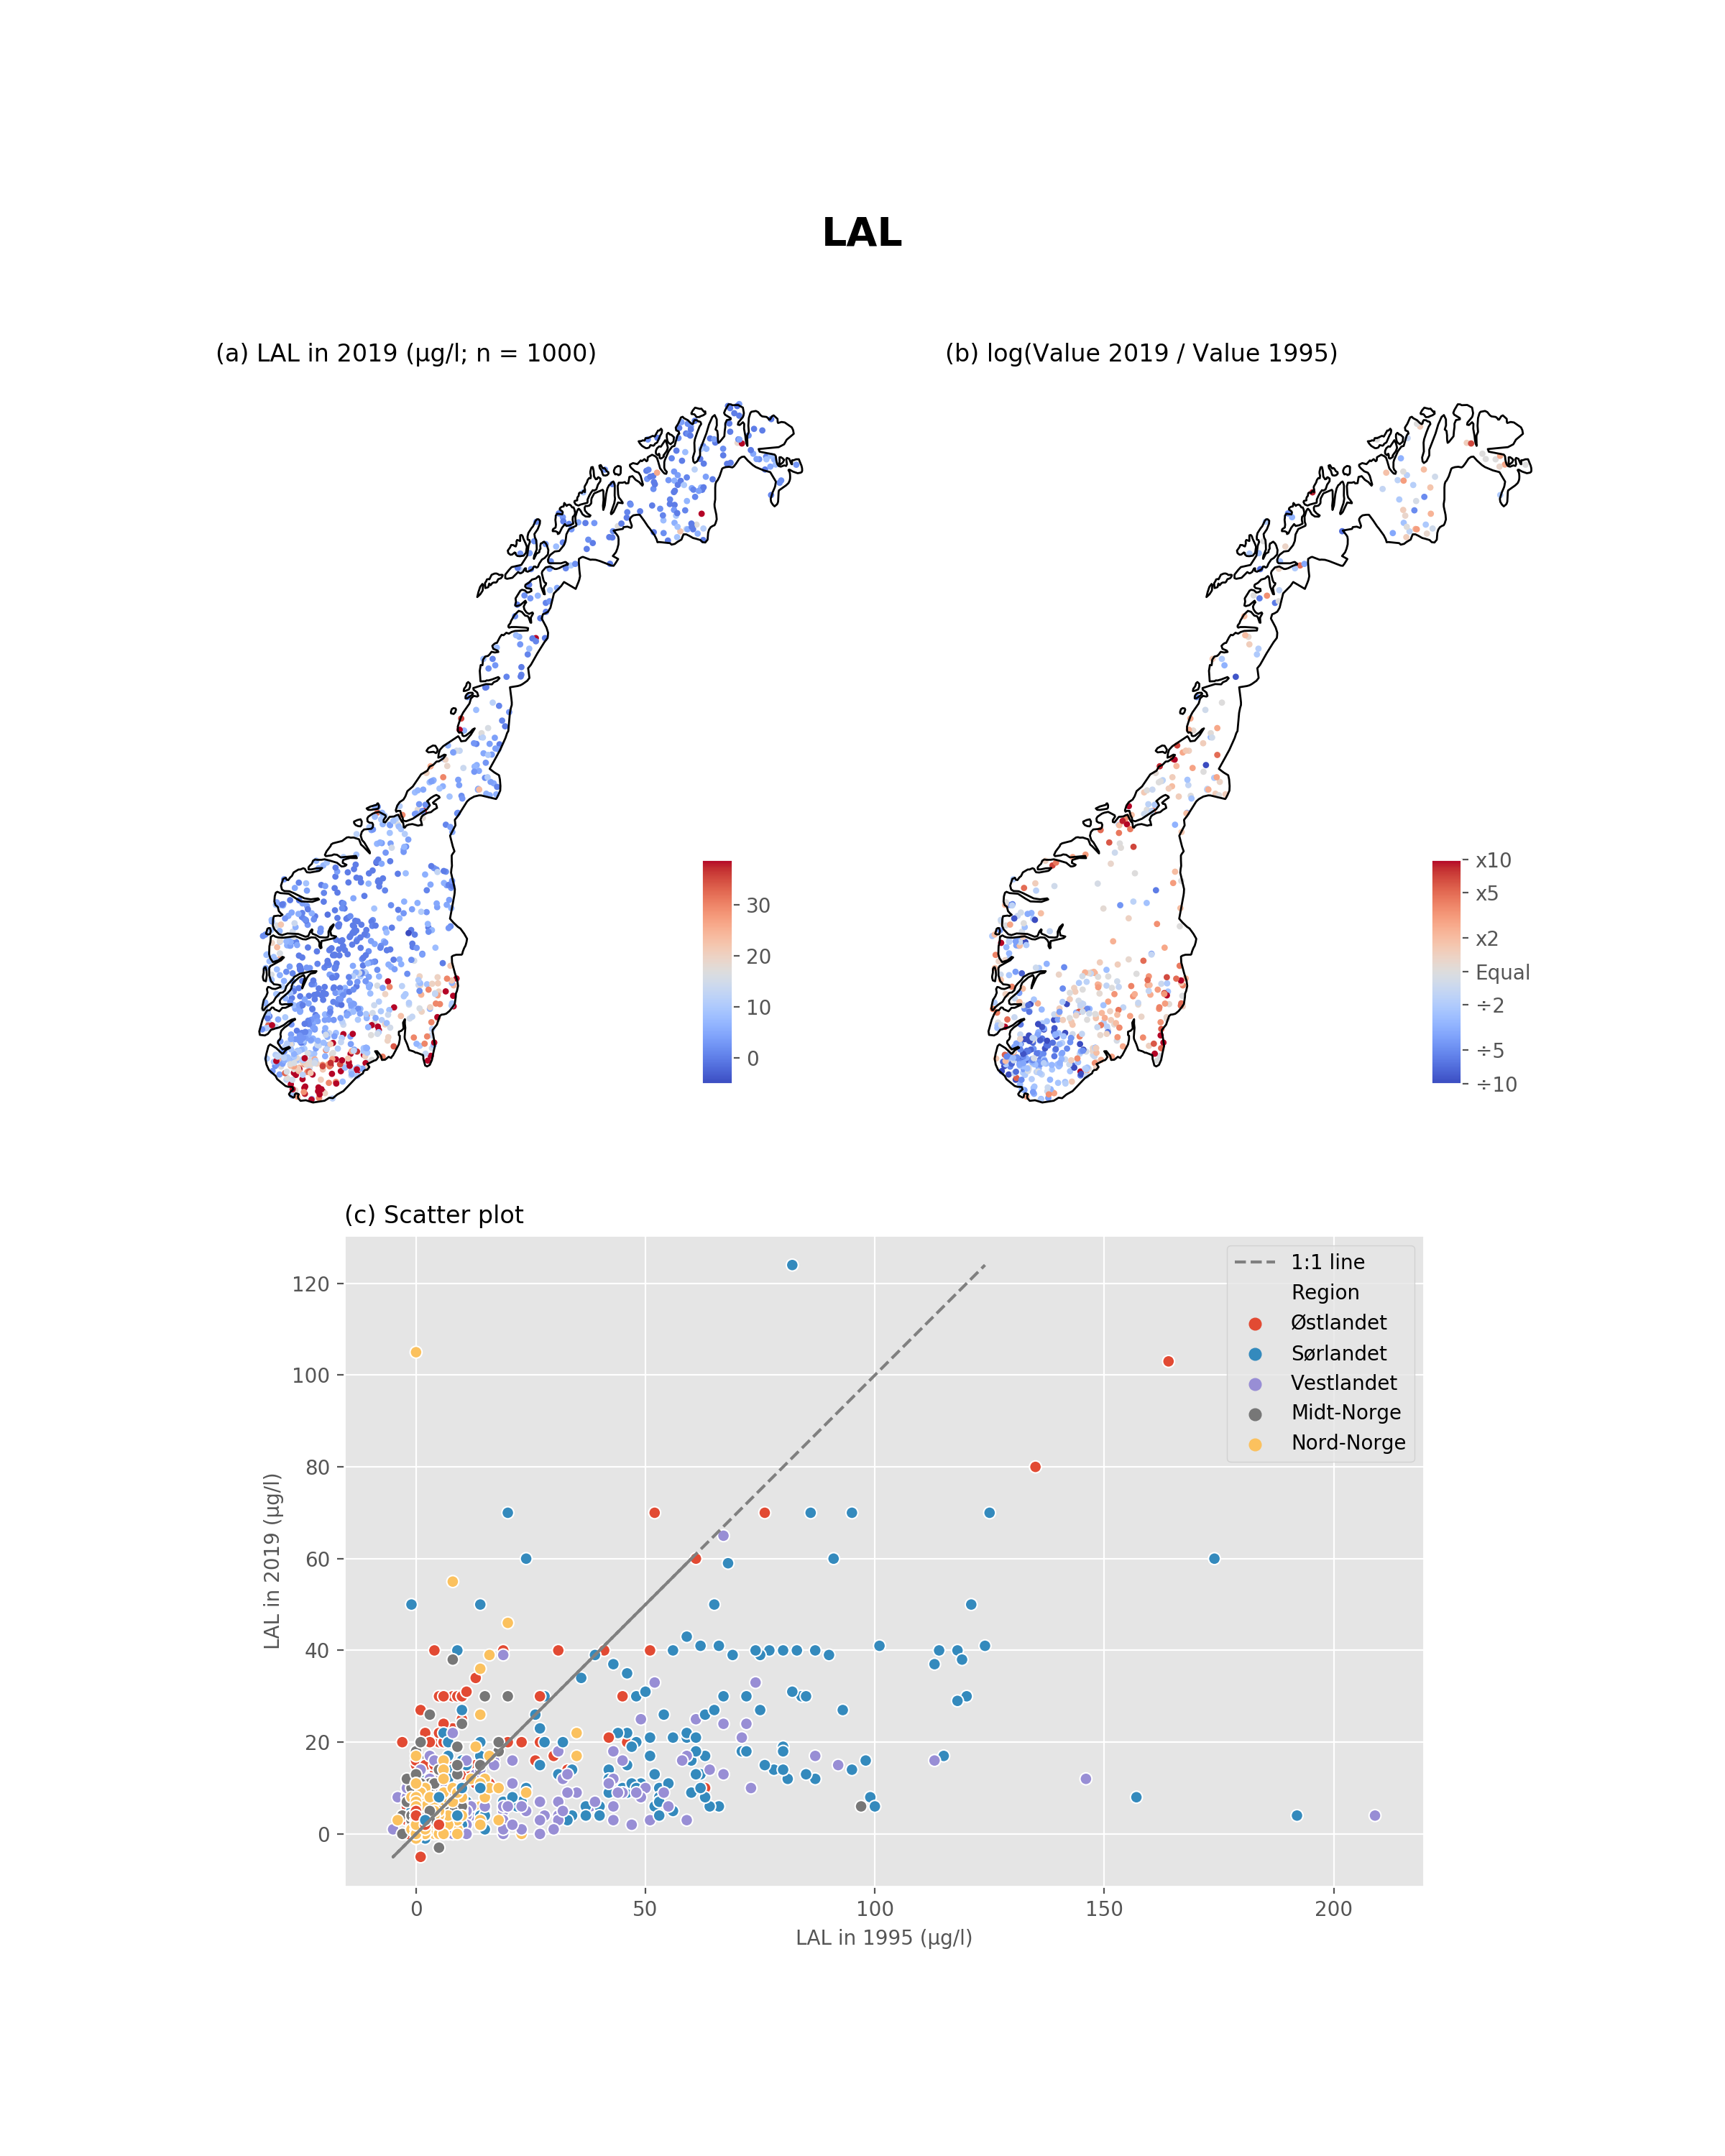 LAL
(a) LAL in 2019 (µg/l; n = 1000)
(b) log(Value 2019 / Value 1995)
30
20
10
0
x10
x5
x2
Equal
÷2
÷5
÷10
(c) Scatter plot
120
100
80
60
40
20
0
LAL in 2019 (µg/l)
1:1 line
Region
Østlandet
Sørlandet
Vestlandet
Midt-Norge
Nord-Norge
0 50 100 150 200
LAL in 1995 (µg/l)